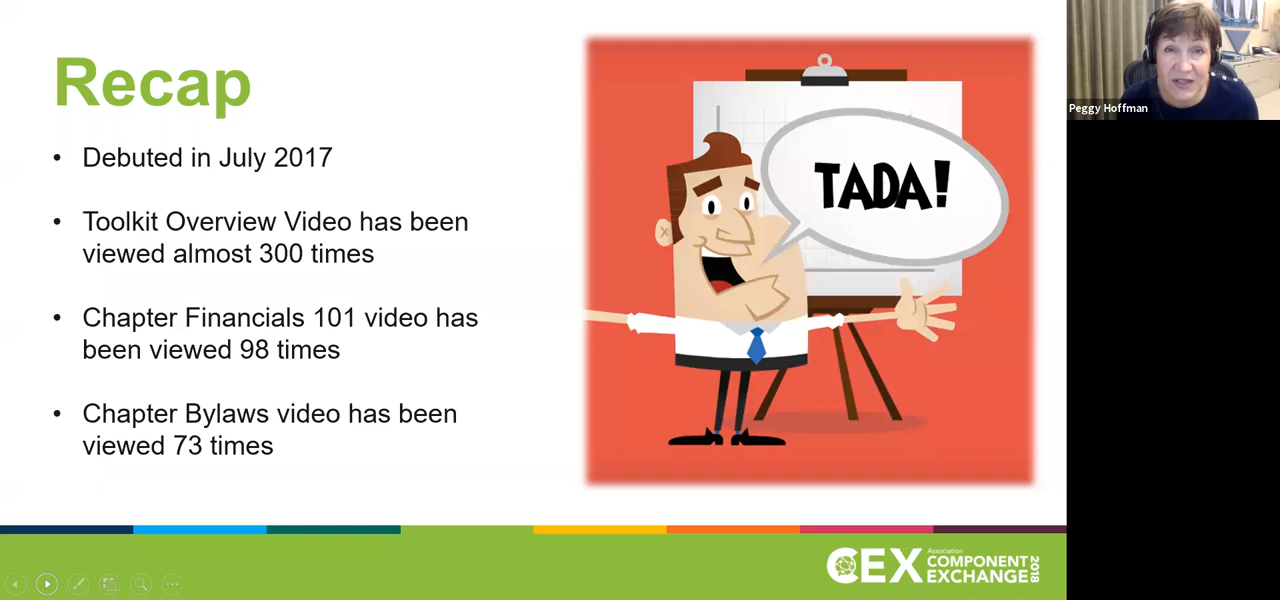 Recap
• Debuted in July 2017
• Toolkit Overview Video has been
viewed almost 300 times
• Chapter Financials 101 video has
been viewed 98 times
• Chapter Bylaws video has been
viewed 73 times
TADA!
CEX
Association
COMPONENT
EXCHANGE
2018
Peggy Hoffman